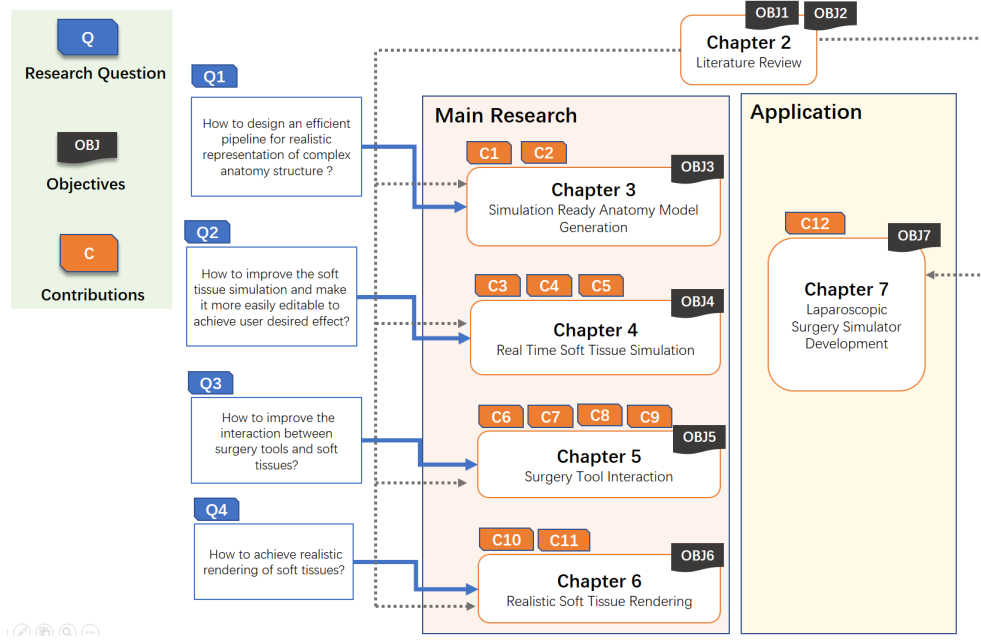 Q
Research Question
OBJ
Objectives
C
Contributions
OBJ1
OBJ2
Chapter 2
Literature Review
Q1
How to design an efficient
pipeline for realistic
representation of complex
anatomy structure ?
Q2
How to improve the soft
tissue simulation and make
it more easily editable to
achieve user desired effect?
Q3
How to improve the
interaction between
surgery tools and soft
tissues?
Q4
How to achieve realistic
rendering of soft tissues?
Main Research
C1
C2
OBJ3
Chapter 3
Simulation Ready Anatomy Model
Generation
C3
C4
C5
OBJ4
Chapter 4
Real Time Soft Tissue Simulation
C6
C7
C8
C9
OBJ5
Chapter 5
Surgery Tool Interaction
C10
C11
OBJ6
Chapter 6
Realistic Soft Tissue Rendering
Application
C12
OBJ7
Chapter 7
Laparoscopic
Surgery Simulator
Development